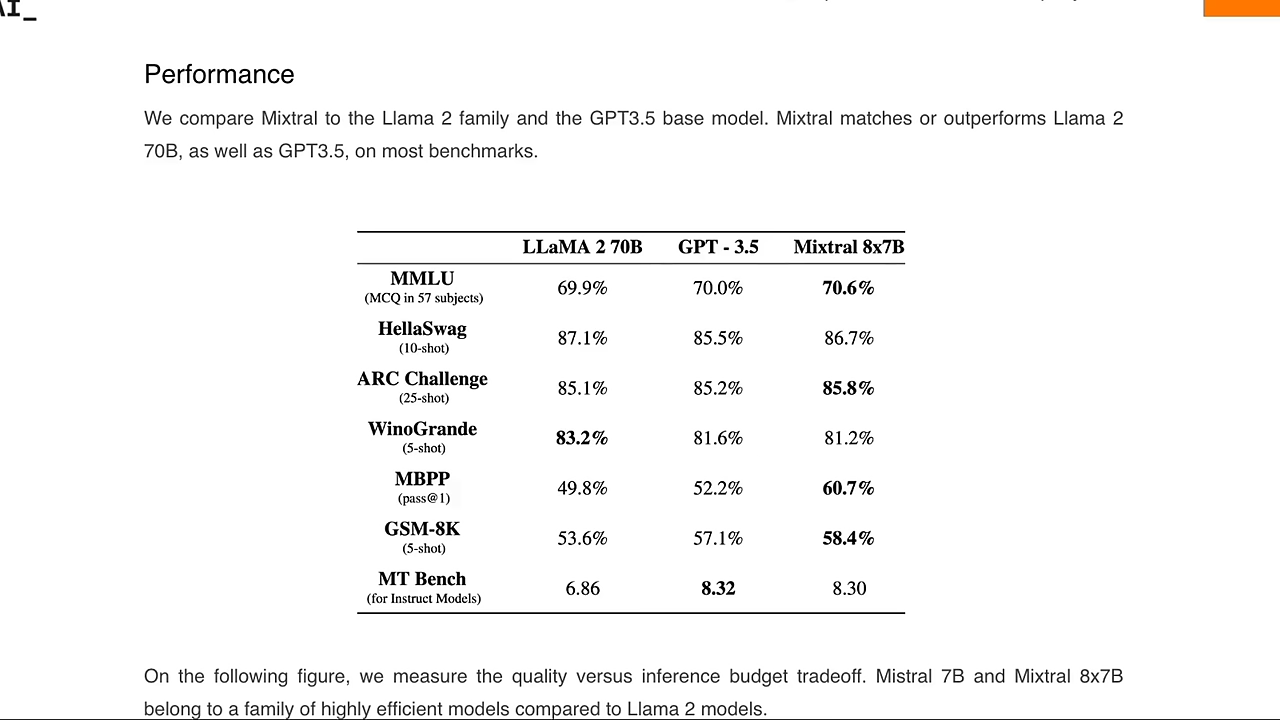 AI_
Performance
We compare Mixtral to the Llama 2 family and the GPT3.5 base model. Mixtral matches or outperforms Llama 2
70B, as well as GPT3.5, on most benchmarks.
LLaMA 2 70B GPT - 3.5 Mixtral 8x7B
MMLU
(MCQ in 57 subjects) 69.9% 70.0% 70.6%
HellaSwag
(10-shot) 87.1% 85.5% 86.7%
ARC Challenge
(25-shot) 85.1% 85.2% 85.8%
WinoGrande
(5-shot) 83.2% 81.6% 81.2%
MBPP
(pass@1) 49.8% 52.2% 60.7%
GSM-8K
(5-shot) 53.6% 57.1% 58.4%
MT Bench
(for Instruct Models) 6.86 8.32 8.30
On the following figure, we measure the quality versus inference budget tradeoff. Mistral 7B and Mixtral 8x7B
belong to a family of highly efficient models compared to Llama 2 models.